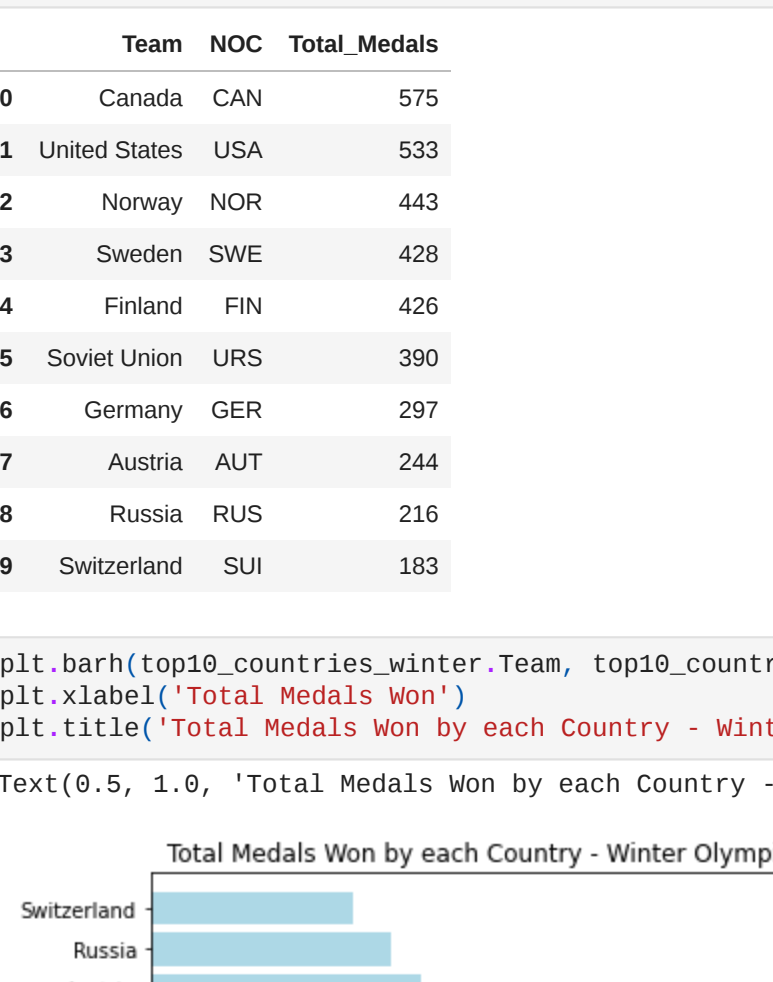 Team NOC Total_Medals
0 Canada CAN 575
1 United States USA 533
2 Norway NOR 443
3 Sweden SWE 428
4 Finland FIN 426
5 Soviet Union URS 390
6 Germany GER 297
7 Austria AUT 244
8 Russia RUS 216
9 Switzerland SUI 183
plt.barh(top10_countries_winter.Team, top10_countr
plt.xlabel('Total Medals Won')
plt.title('Total Medals Won by each Country - Wint
Text(0.5, 1.0, 'Total Medals Won by each Country -
Total Medals Won by each Country - Winter Olymp
Switzerland
Russia